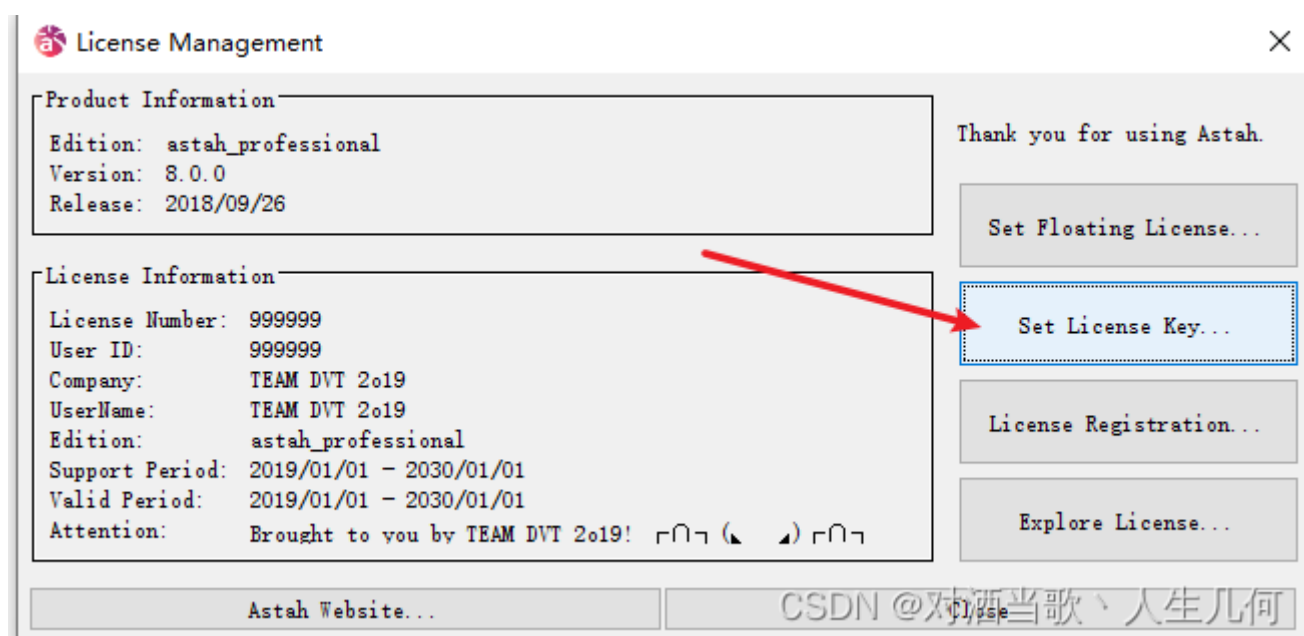 License Management
Product Information
Edition: astah_professional
Version: 8.0.0
Release: 2018/09/26
Thank you for using Astah.
Set Floating License...
License Information
License Number: 999999
User ID: 999999
Company: TEAM DVT 2o19
UserName: TEAM DVT 2o19
Edition: astah_professional
Support Period: 2019/01/01 - 2030/01/01
Valid Period: 2019/01/01 - 2030/01/01
Attention: Brought to you by TEAM DVT 2o19! ┌∩┐(◣ ◢)┌∩┐
Set License Key...
License Registration...
Explore License...
Astah Website...
Close
CSDN @对酒当歌丶人生几何